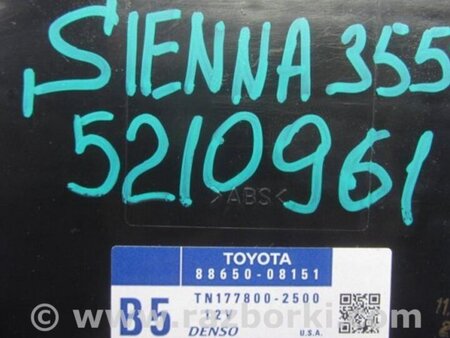 SIENNA 355
5210961
>ABS<
TOYOTA
88650-08151
B5
TN177800-2500
12V
DENSO
U.S.A.
© www.razborki.com